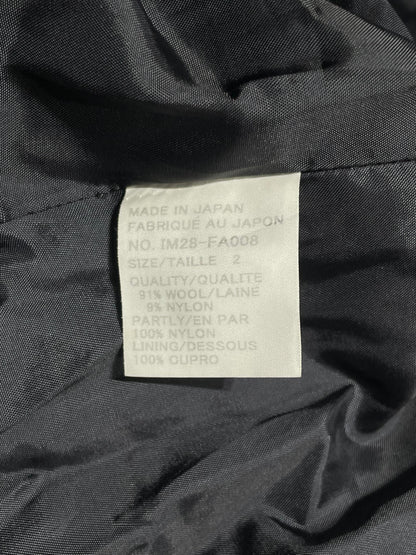 MADE IN JAPAN
FABRIQUÉ AU JAPON
NO. IM28-FA008
SIZE/TAILLE 2
QUALITY/QUALITE
91% WOOL/LAINE
9% NYLON
PARTLY/EN PAR
100% NYLON
LINING/DESSOUS
100% CUPRO